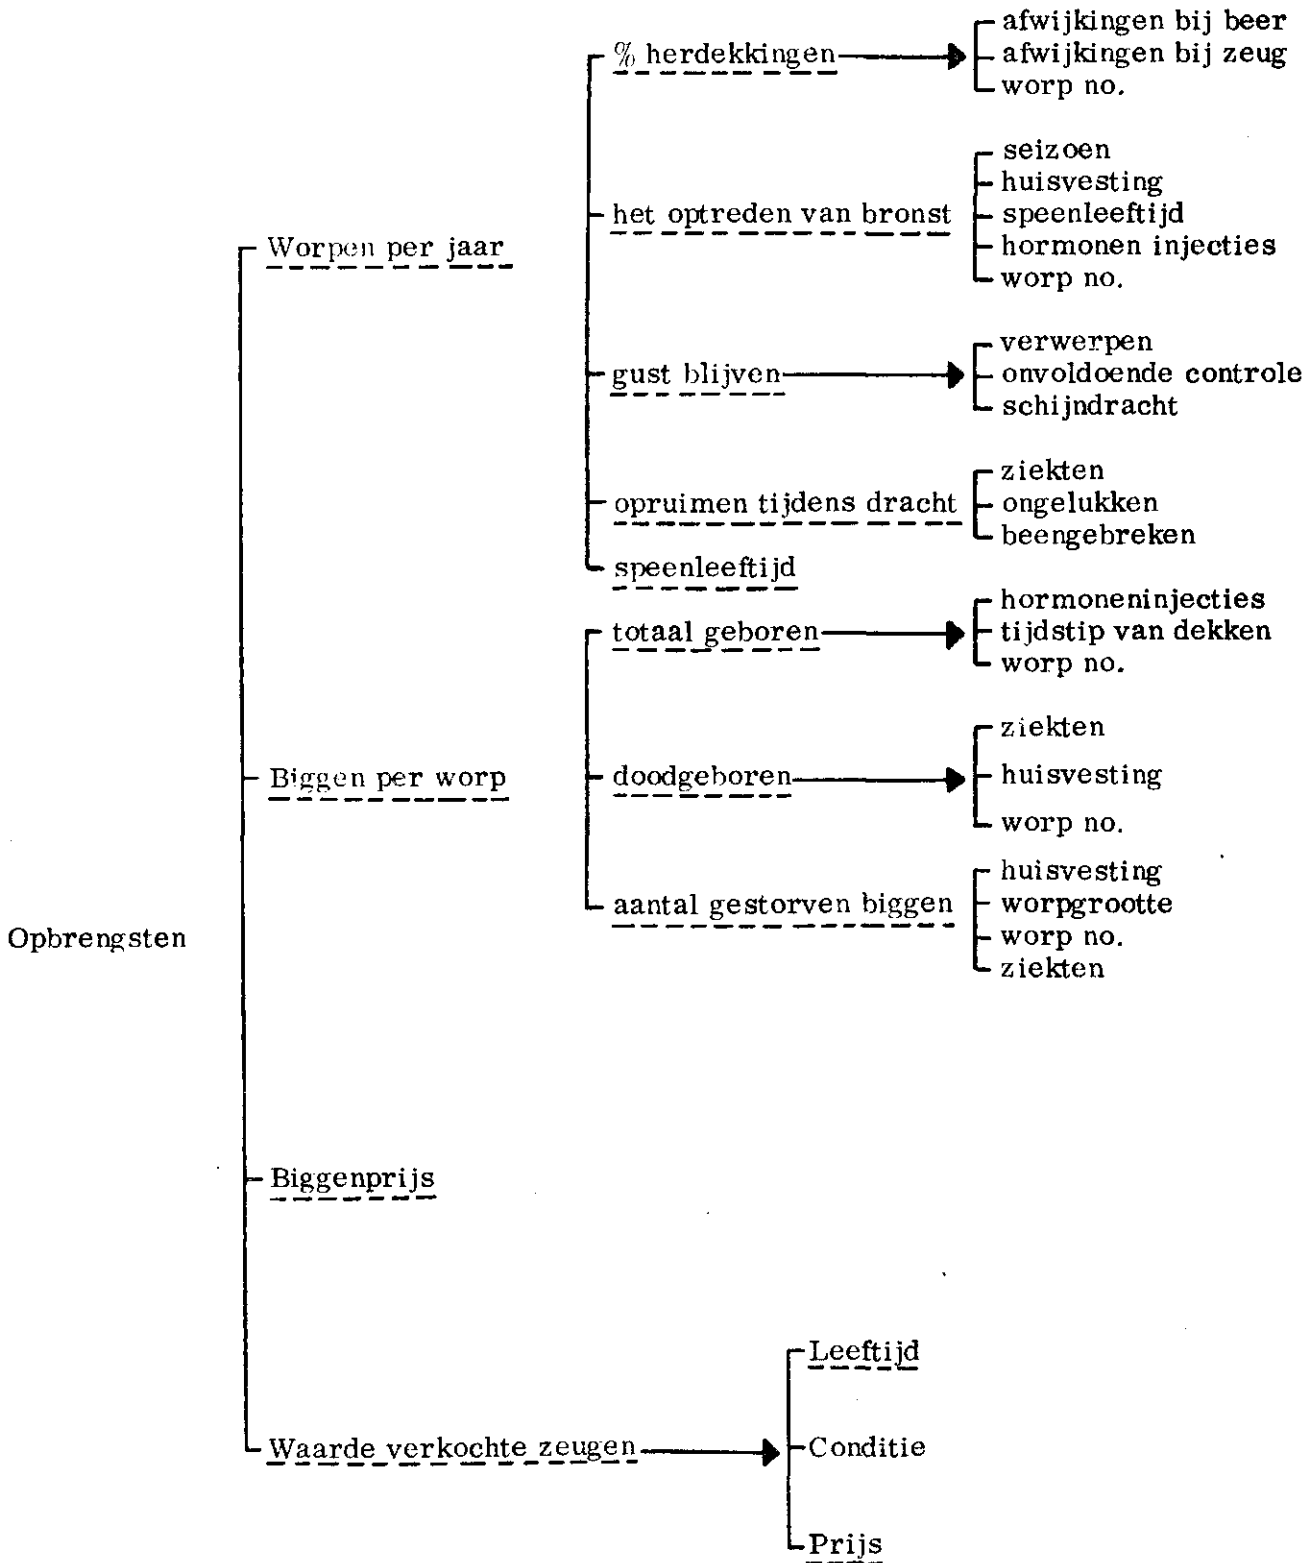 Opbrengsten
Worpen per jaar
% herdekkingen
afwijkingen bij beer
afwijkingen bij zeug
worp no.
het optreden van bronst
seizoen
huisvesting
speenleeftijd
hormonen injecties
worp no.
gust blijven
verwerpen
onvoldoende controle
schijndracht
opruimen tijdens dracht
ziekten
ongelukken
beengebreken
speenleeftijd
Biggen per worp
totaal geboren
hormoneninjecties
tijdstip van dekken
worp no.
doodgeboren
ziekten
huisvesting
worp no.
aantal gestorven biggen
huisvesting
worpgrootte
worp no.
ziekten
Biggenprijs
Waarde verkochte zeugen
Leeftijd
Conditie
Prijs